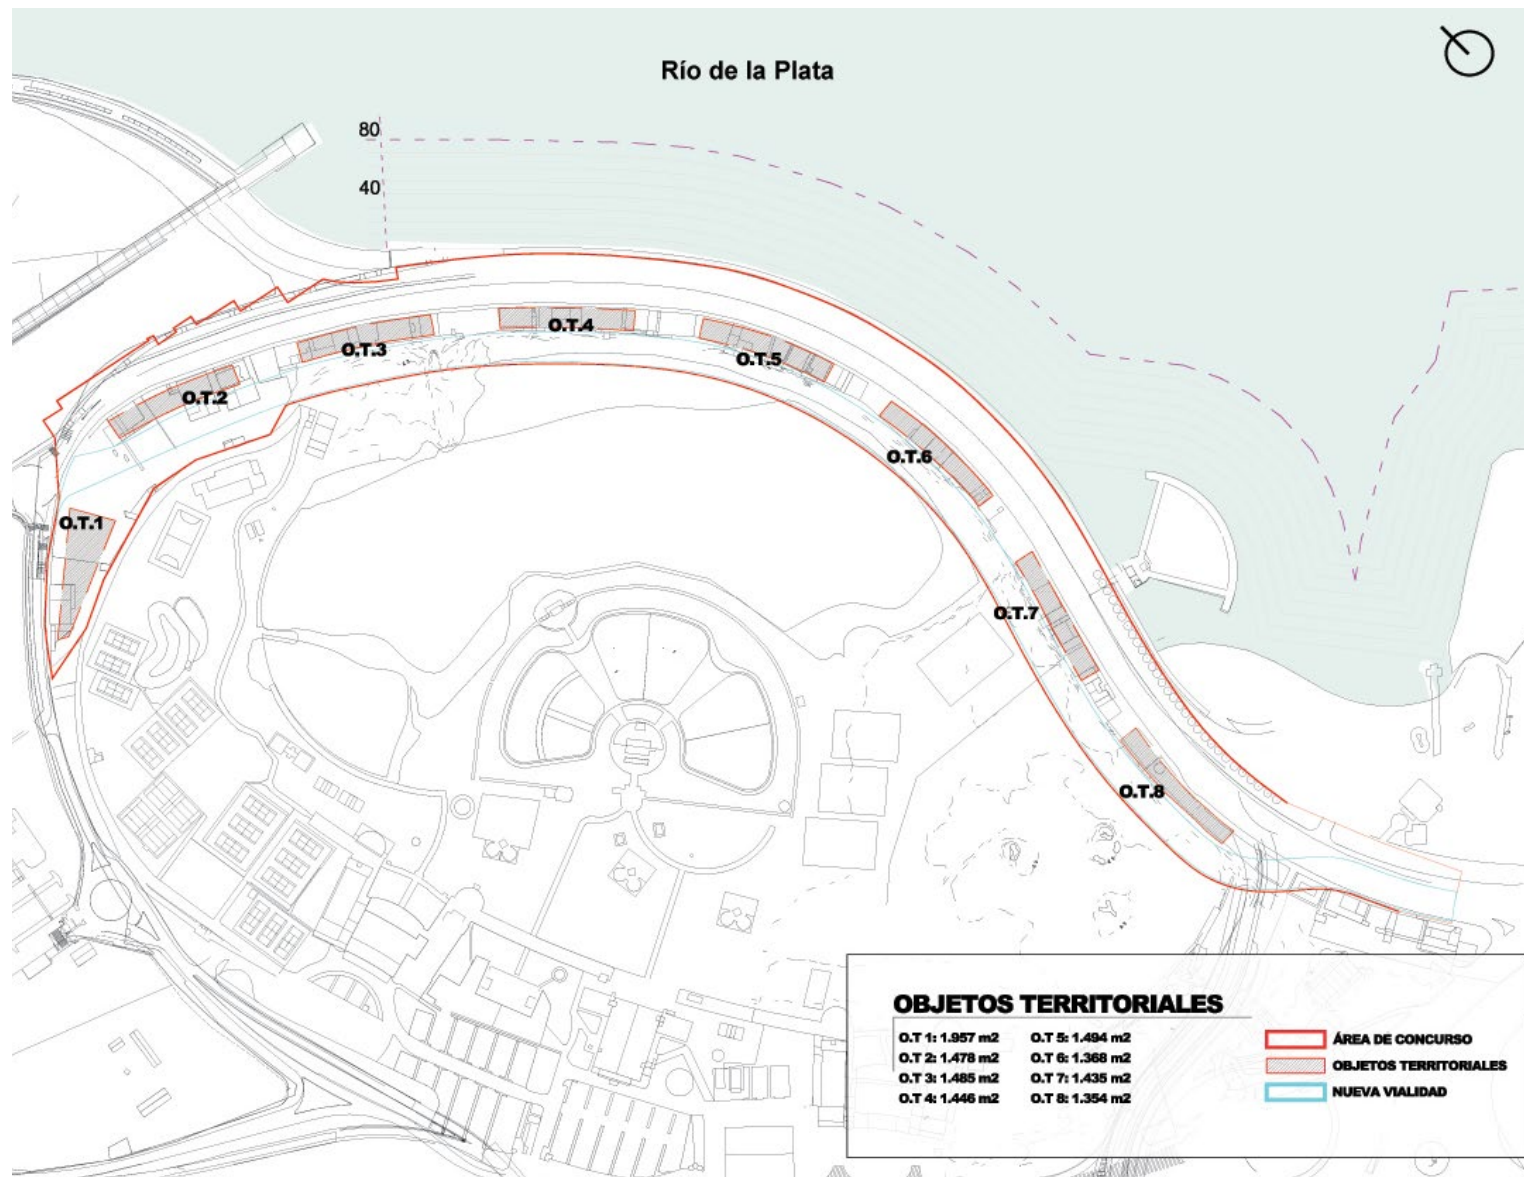 Río de la Plata
80
40
O.T.4
O.T.3
O.T.5
O.T.2
O.T.6
O.T.1
O.T.7
O.T.8
OBJETOS TERRITORIALES
O.T 1: 1.957 m2
O.T 2: 1.478 m2
O.T 3: 1.485 m2
O.T 4: 1.446 m2
O.T 5: 1.494 m2
O.T 6: 1.368 m2
O.T 7: 1.435 m2
O.T 8: 1.354 m2
ÁREA DE CONCURSO
OBJETOS TERRITORIALES
NUEVA VIALIDAD